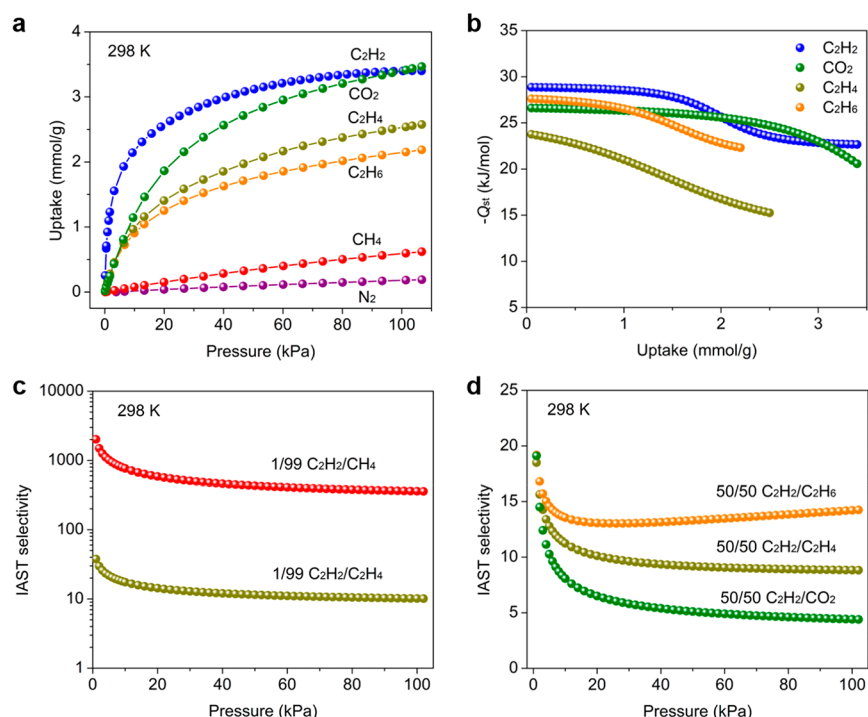 a
298 K
C₂H₂
CO₂
C₂H₄
C₂H₆
CH₄
N₂
4
3
2
1
0
0 20 40 60 80 100
Uptake (mmol/g)
Pressure (kPa)
b
C₂H₂
CO₂
C₂H₄
C₂H₆
35
30
25
20
15
10
5
0 1 2 3
-Qst (kJ/mol)
Uptake (mmol/g)
c
298 K
1/99 C₂H₂/CH₄
1/99 C₂H₂/C₂H₄
10000
1000
100
10
1
0 20 40 60 80 100
IAST selectivity
Pressure (kPa)
d
298 K
50/50 C₂H₂/C₂H₆
50/50 C₂H₂/C₂H₄
50/50 C₂H₂/CO₂
25
20
15
10
5
0
0 20 40 60 80 100
IAST selectivity
Pressure (kPa)